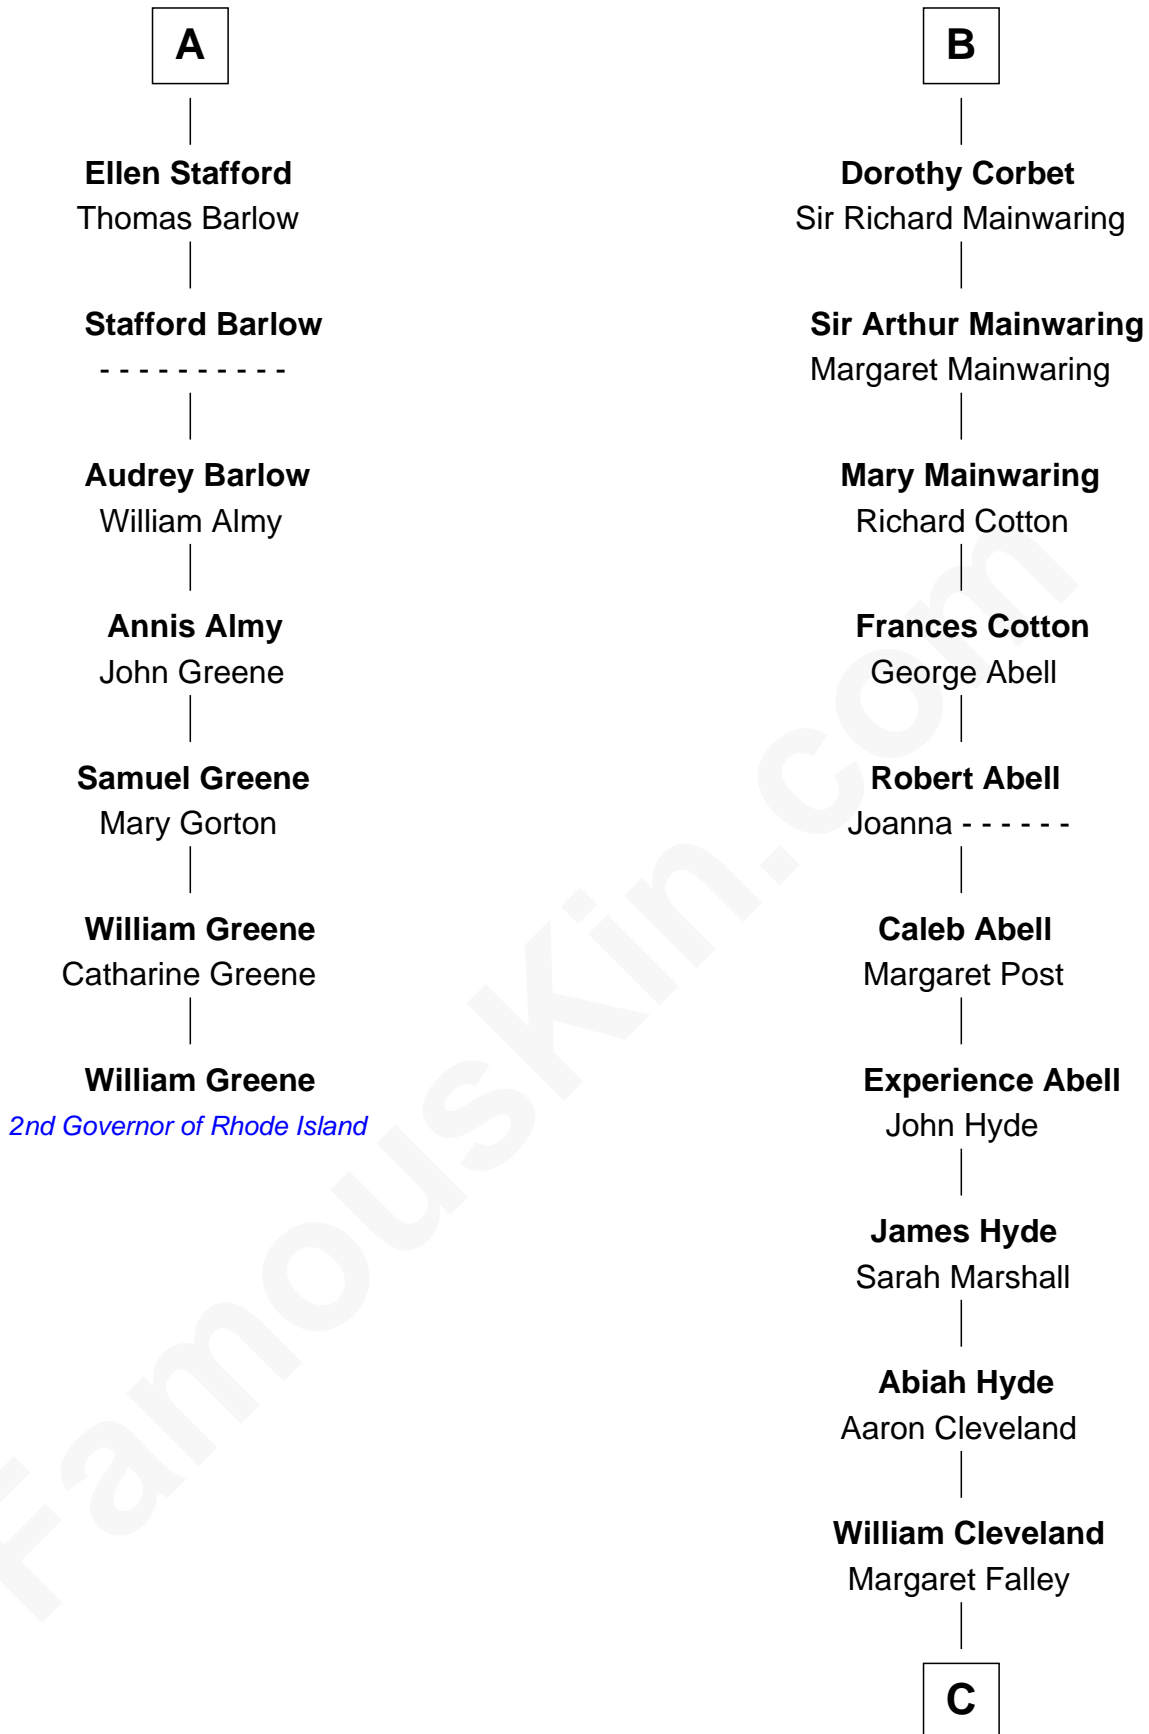 A
Ellen Stafford
Thomas Barlow
Stafford Barlow
- - - - - - - - - -
Audrey Barlow
William Almy
Annis Almy
John Greene
Samuel Greene
Mary Gorton
William Greene
Catharine Greene
William Greene
2nd Governor of Rhode Island
B
Dorothy Corbet
Sir Richard Mainwaring
Sir Arthur Mainwaring
Margaret Mainwaring
Mary Mainwaring
Richard Cotton
Frances Cotton
George Abell
Robert Abell
Joanna - - - - - -
Caleb Abell
Margaret Post
Experience Abell
John Hyde
James Hyde
Sarah Marshall
Abiah Hyde
Aaron Cleveland
William Cleveland
Margaret Falley
C
FamousKin.com